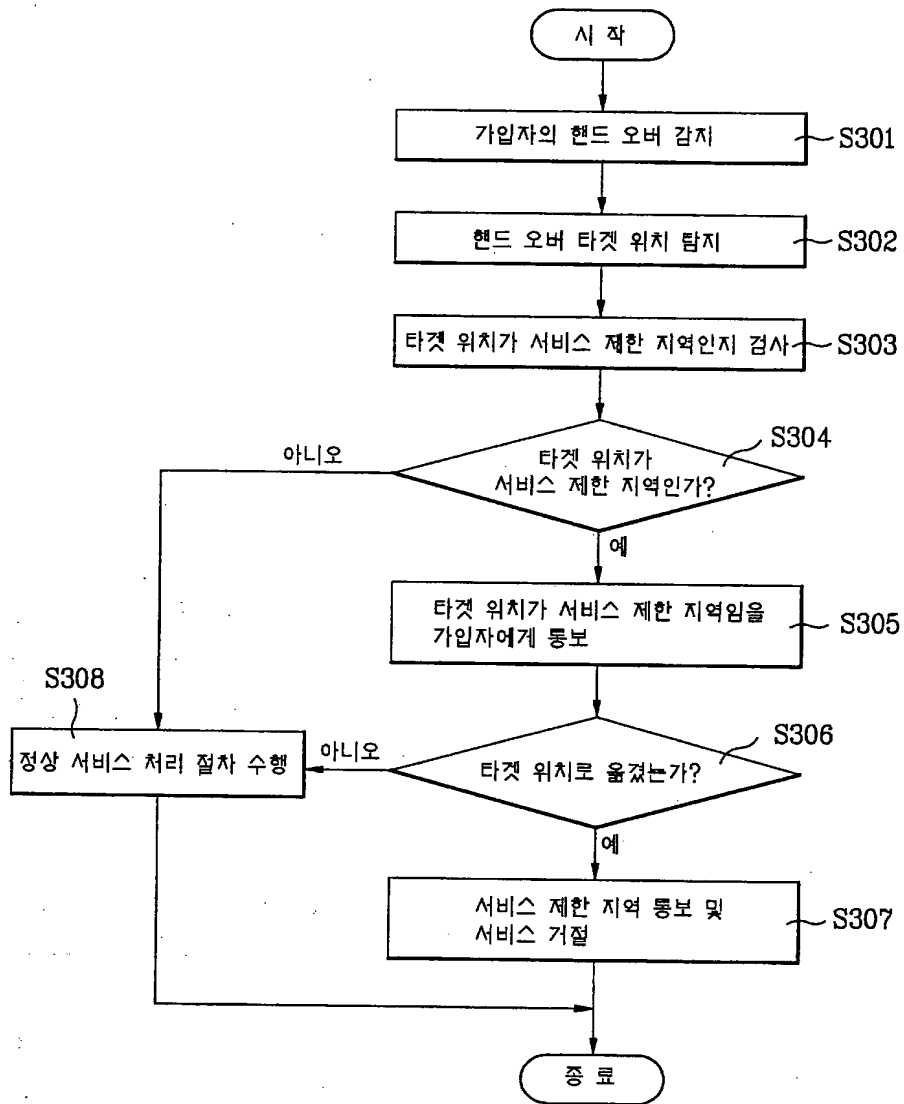 시 작
가입자의 핸드 오버 감지
S301
핸드 오버 타겟 위치 탐지
S302
타겟 위치가 서비스 제한 지역인지 검사
S303
S304
아니오
타겟 위치가
서비스 제한 지역인가?
예
타겟 위치가 서비스 제한 지역임을
가입자에게 통보
S305
S308
정상 서비스 처리 절차 수행
아니오
S306
타겟 위치로 옮겼는가?
예
서비스 제한 지역 통보 및
서비스 거절
S307
종 료